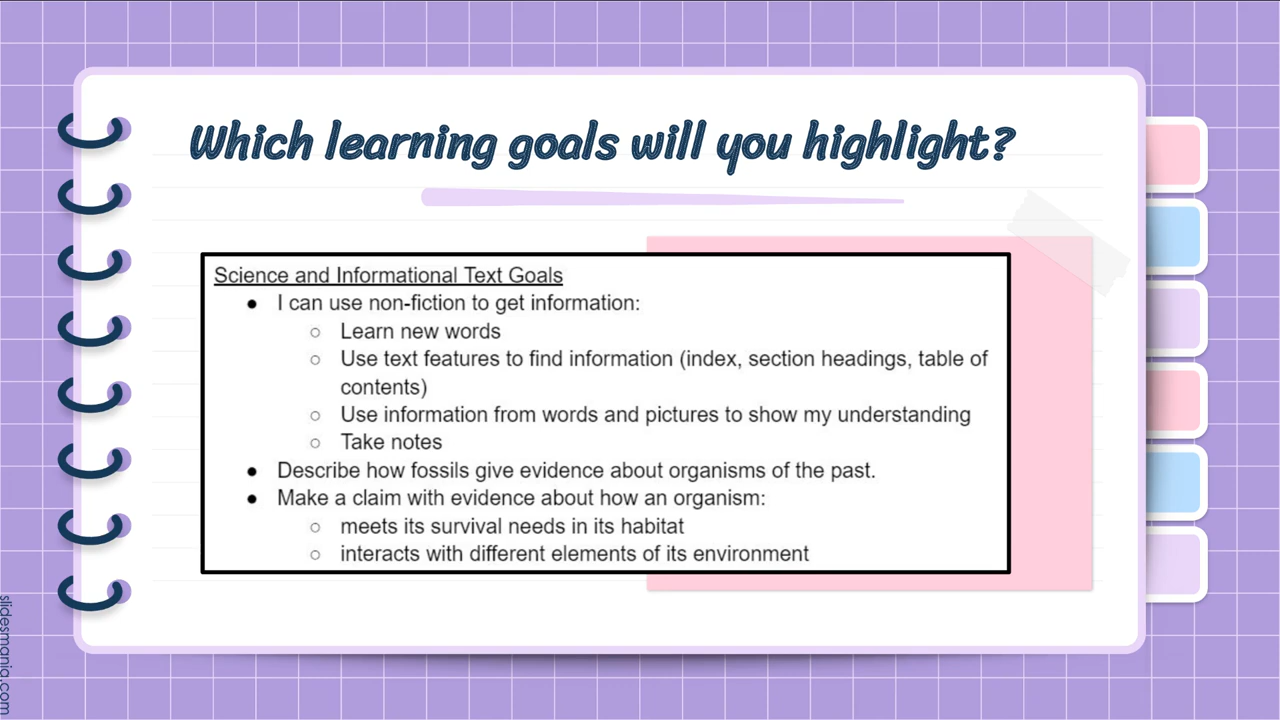 Which learning goals will you highlight?
Science and Informational Text Goals
● I can use non-fiction to get information:
○ Learn new words
○ Use text features to find information (index, section headings, table of
contents)
○ Use information from words and pictures to show my understanding
○ Take notes
● Describe how fossils give evidence about organisms of the past.
● Make a claim with evidence about how an organism:
○ meets its survival needs in its habitat
○ interacts with different elements of its environment
slidesmania.com